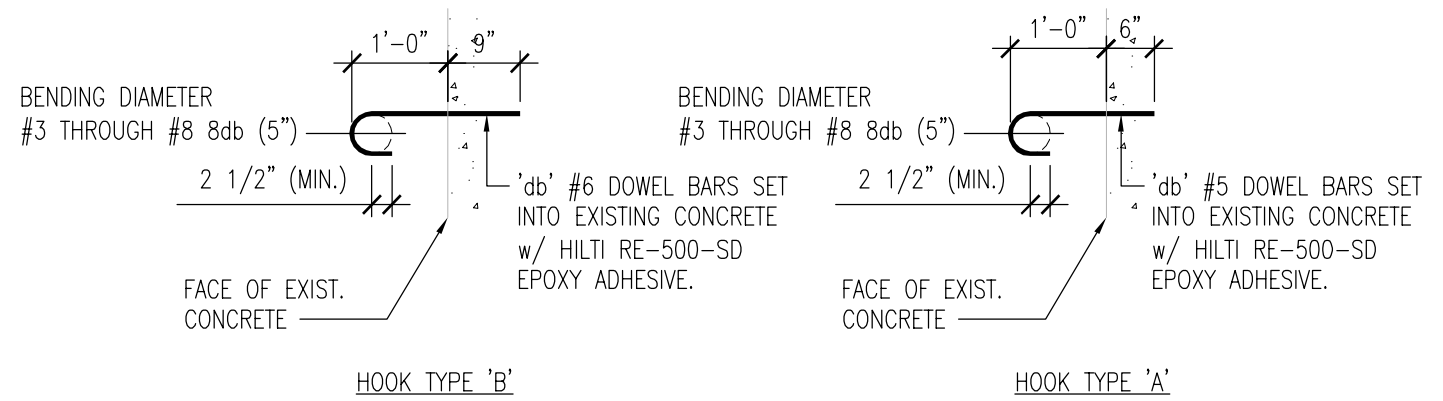 1'-0" 9"
BENDING DIAMETER
#3 THROUGH #8 8db (5")
2 1/2" (MIN.)
'db' #6 DOWEL BARS SET
INTO EXISTING CONCRETE
w/ HILTI RE-500-SD
EPOXY ADHESIVE.
FACE OF EXIST.
CONCRETE
HOOK TYPE 'B'
1'-0" 6"
BENDING DIAMETER
#3 THROUGH #8 8db (5")
2 1/2" (MIN.)
'db' #5 DOWEL BARS SET
INTO EXISTING CONCRETE
w/ HILTI RE-500-SD
EPOXY ADHESIVE.
FACE OF EXIST.
CONCRETE
HOOK TYPE 'A'